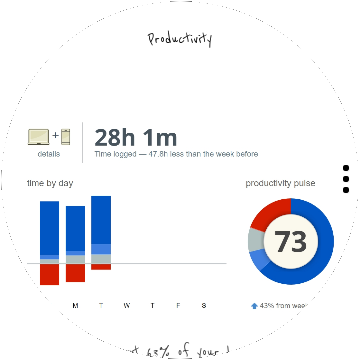 Productivity
28h 1m
details
Time logged — 47.8h less than the week before
time by day
productivity pulse
73
M T W T F S
43% from wee
63% of your